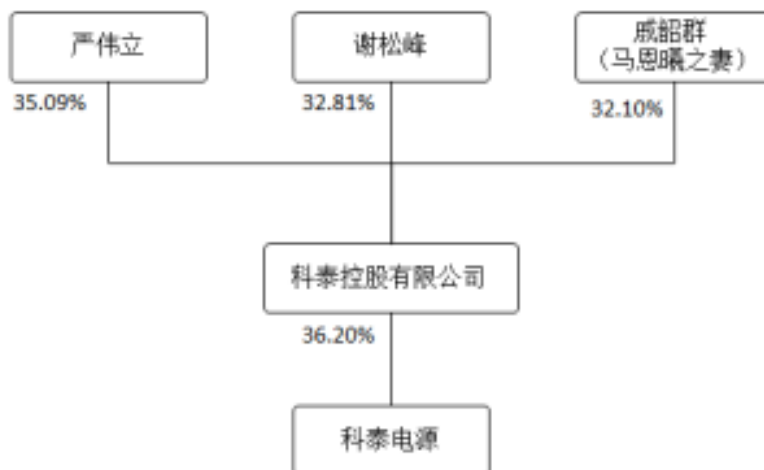 严伟立
谢松峰
戚韶群
（马恩曦之妻）
35.09%
32.81%
32.10%
科泰控股有限公司
36.20%
科泰电源